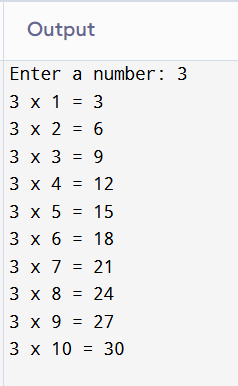 Output
Enter a number: 3
3 x 1 = 3
3 x 2 = 6
3 x 3 = 9
3 x 4 = 12
3 x 5 = 15
3 x 6 = 18
3 x 7 = 21
3 x 8 = 24
3 x 9 = 27
3 x 10 = 30